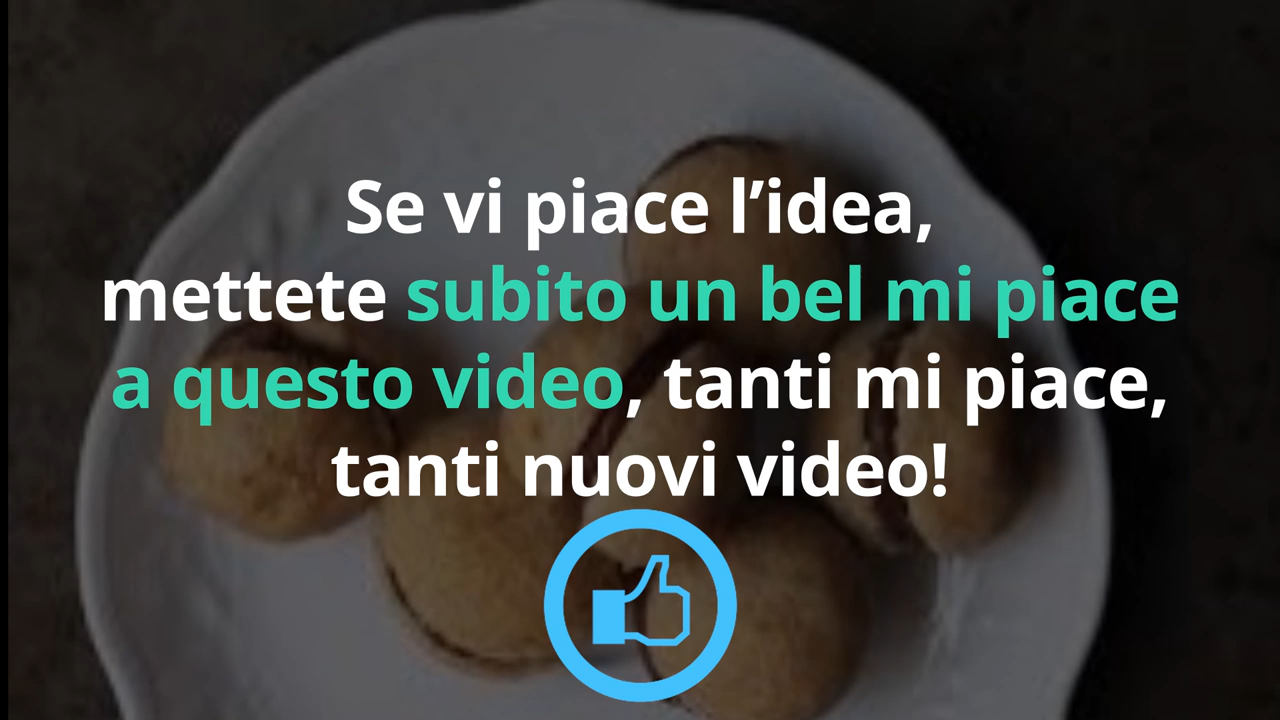 Se vi piace l’idea,
mettete subito un bel mi piace
a questo video, tanti mi piace,
tanti nuovi video!